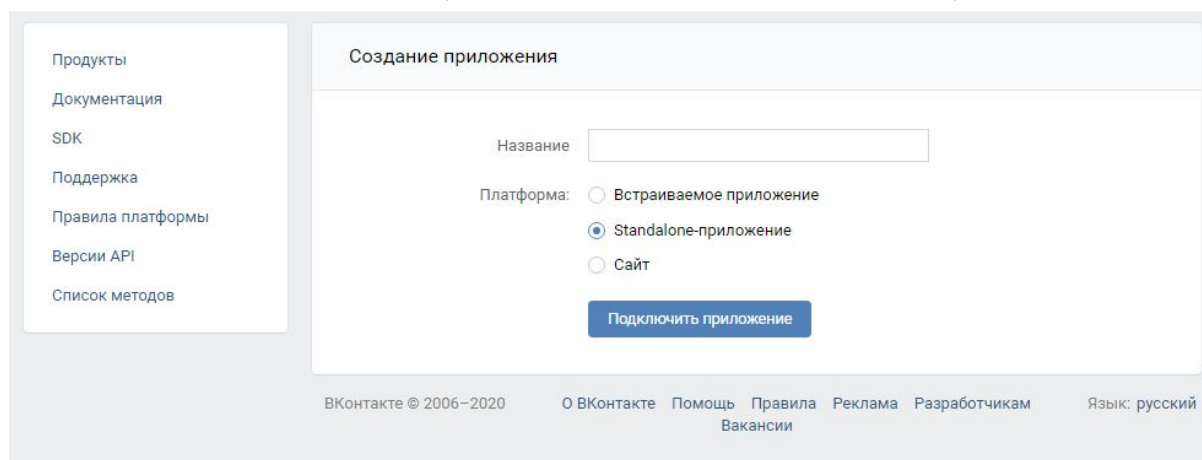 Продукты
Документация
SDK
Поддержка
Правила платформы
Версии API
Список методов
Создание приложения
Название
Платформа:
Встраиваемое приложение
Standalone-приложение
Сайт
Подключить приложение
ВКонтакте © 2006–2020 О ВКонтакте Помощь Правила Реклама Разработчикам Язык: русский
Вакансии